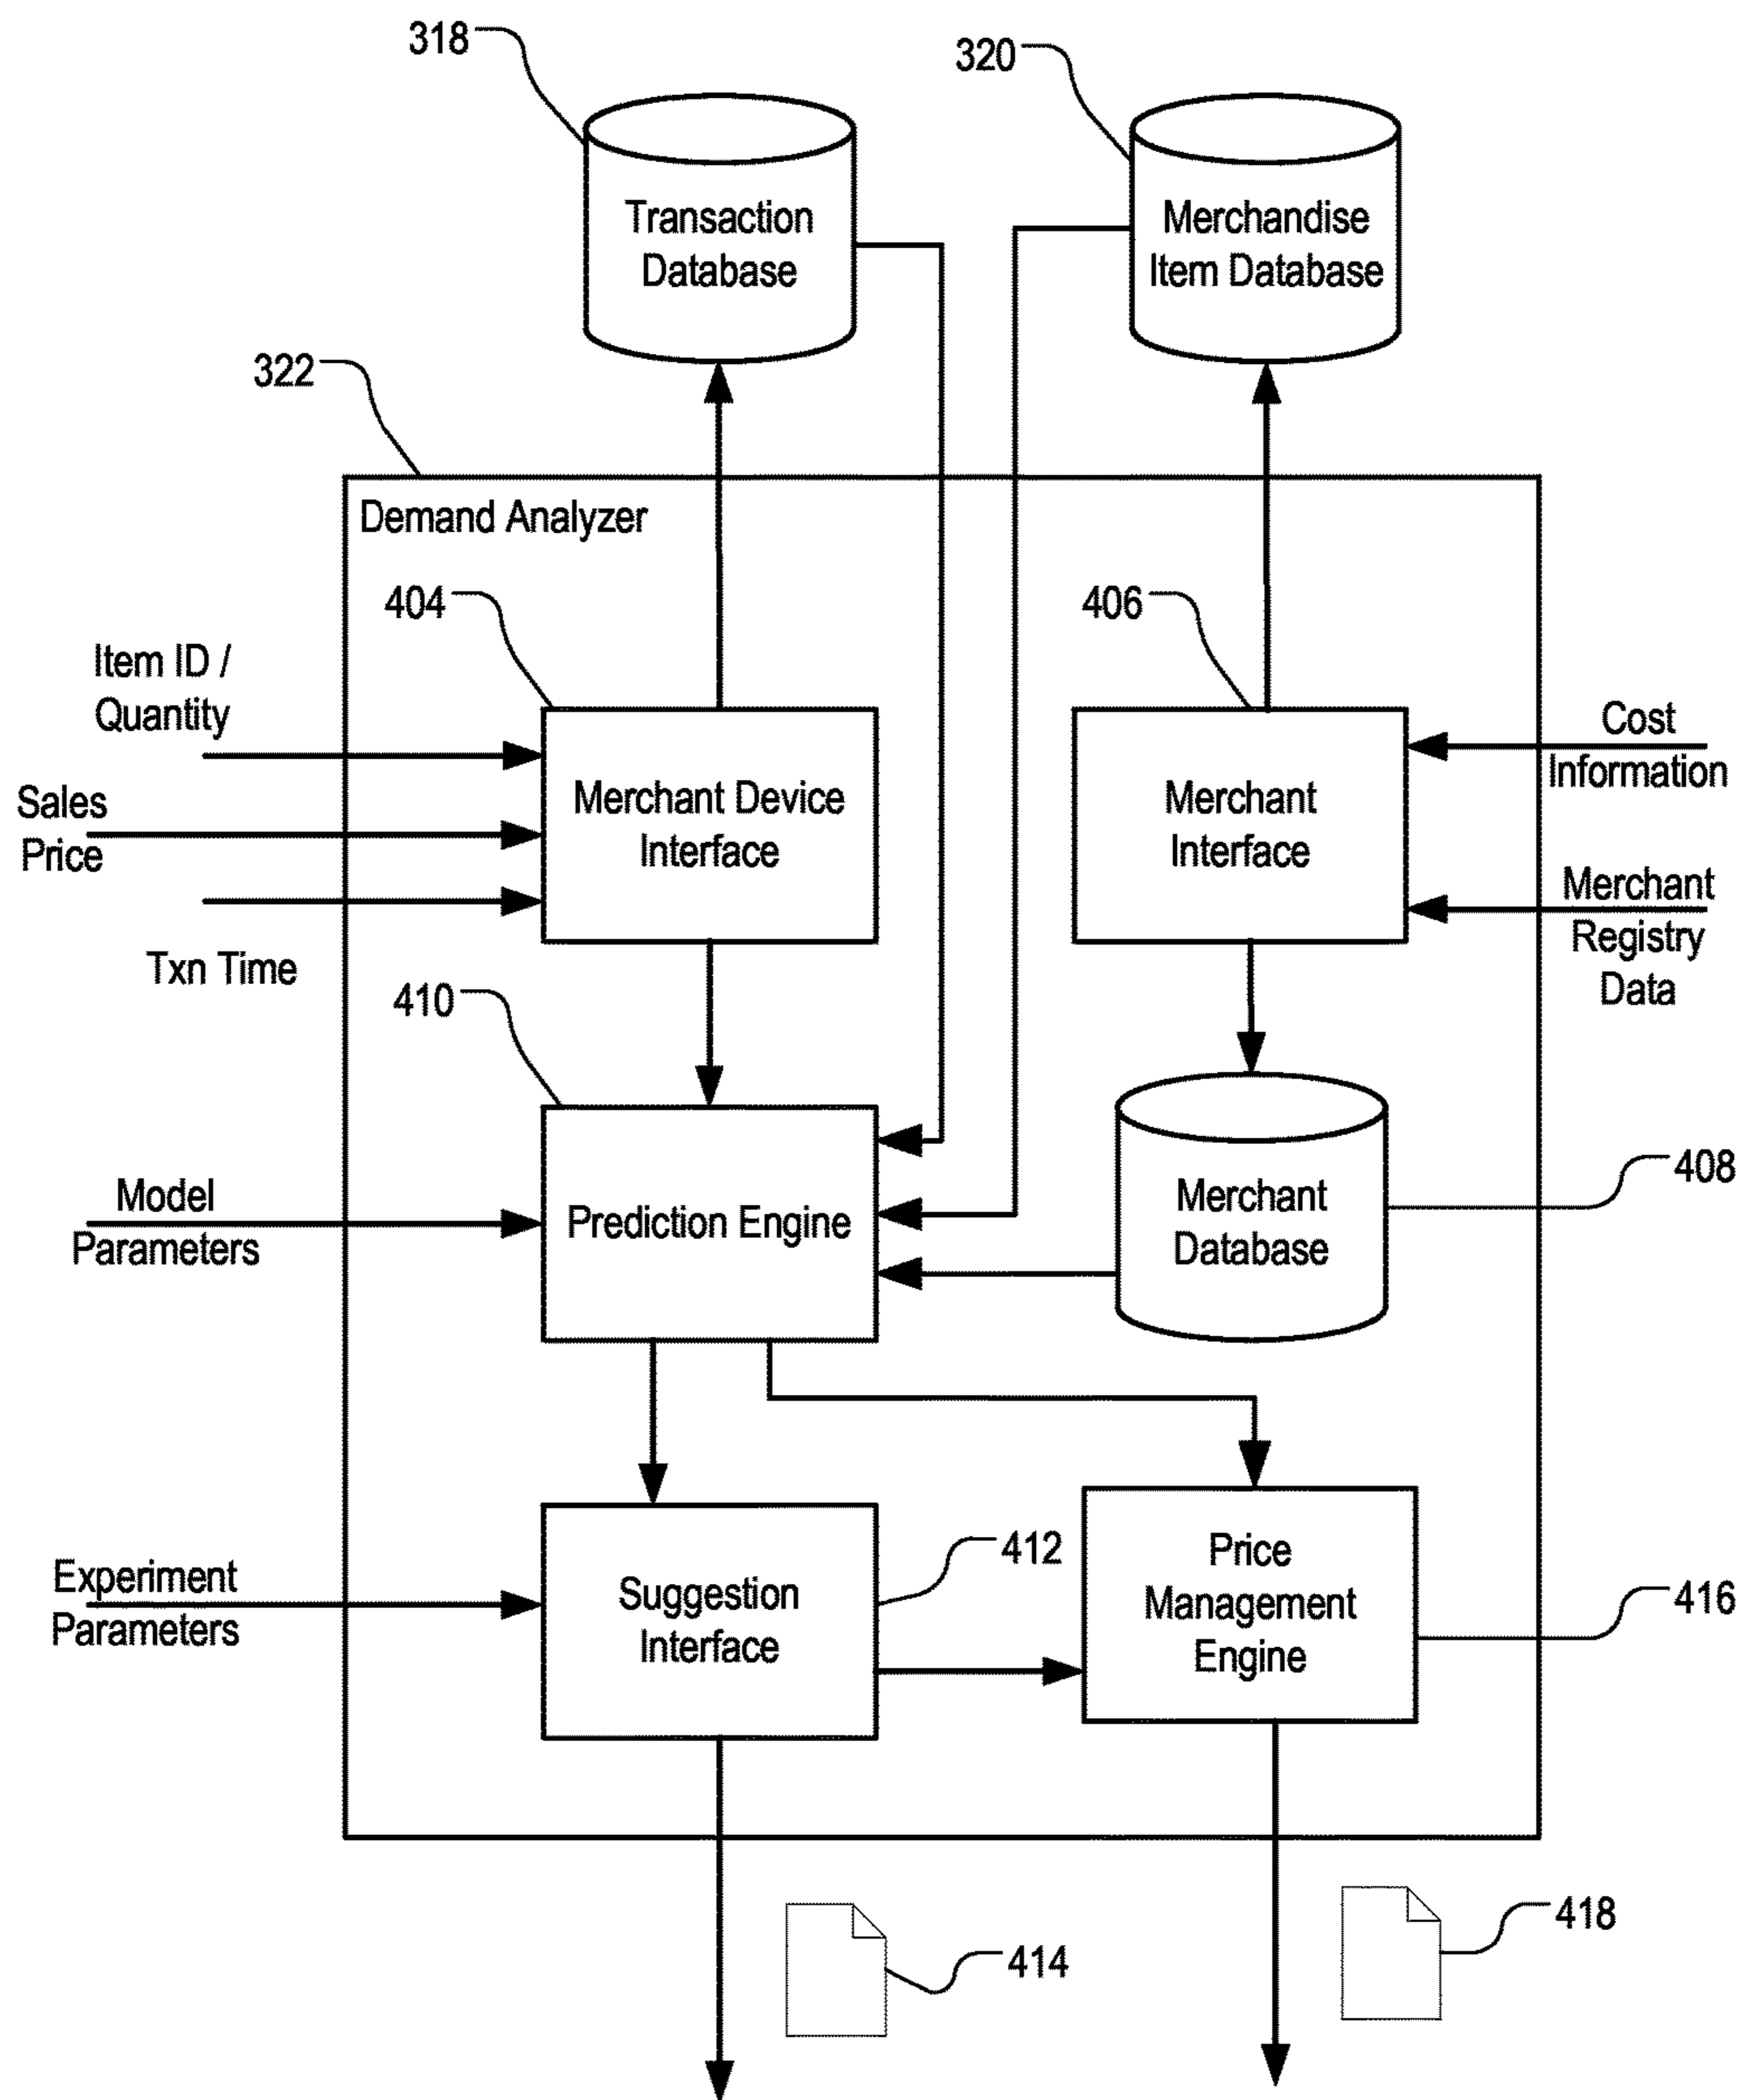 318
320
Transaction
Database
Merchandise
Item Database
322
Demand Analyzer
404
406
Item ID /
Quantity
Sales
Price
Txn Time
Merchant Device
Interface
Merchant
Interface
Cost
Information
Merchant
Registry
Data
410
Model
Parameters
Prediction Engine
Merchant
Database
408
Experiment
Parameters
Suggestion
Interface
412
Price
Management
Engine
416
414
418